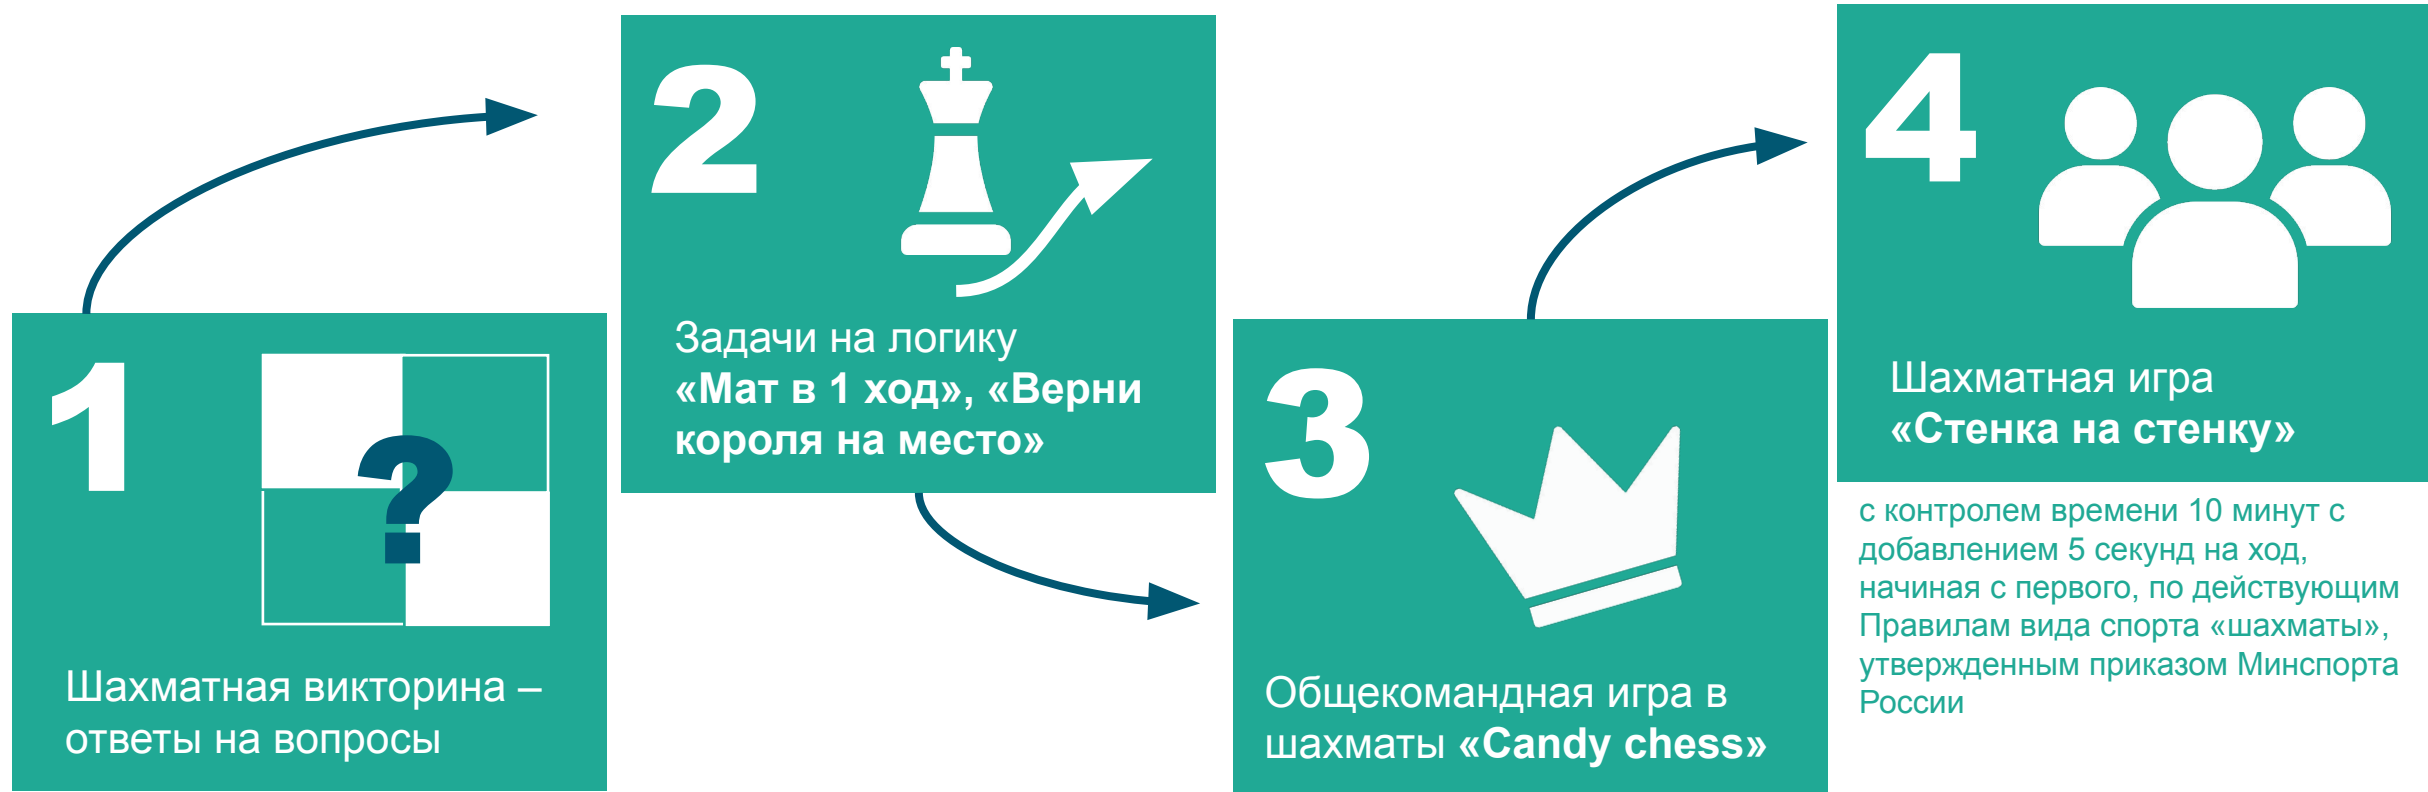 1
?
Шахматная викторина –
ответы на вопросы
2
Задачи на логику
«Мат в 1 ход», «Верни
короля на место»
3
Общекомандная игра в
шахматы «Candy chess»
4
Шахматная игра
«Стенка на стенку»
с контролем времени 10 минут с
добавлением 5 секунд на ход,
начиная с первого, по действующим
Правилам вида спорта «шахматы»,
утвержденным приказом Минспорта
России